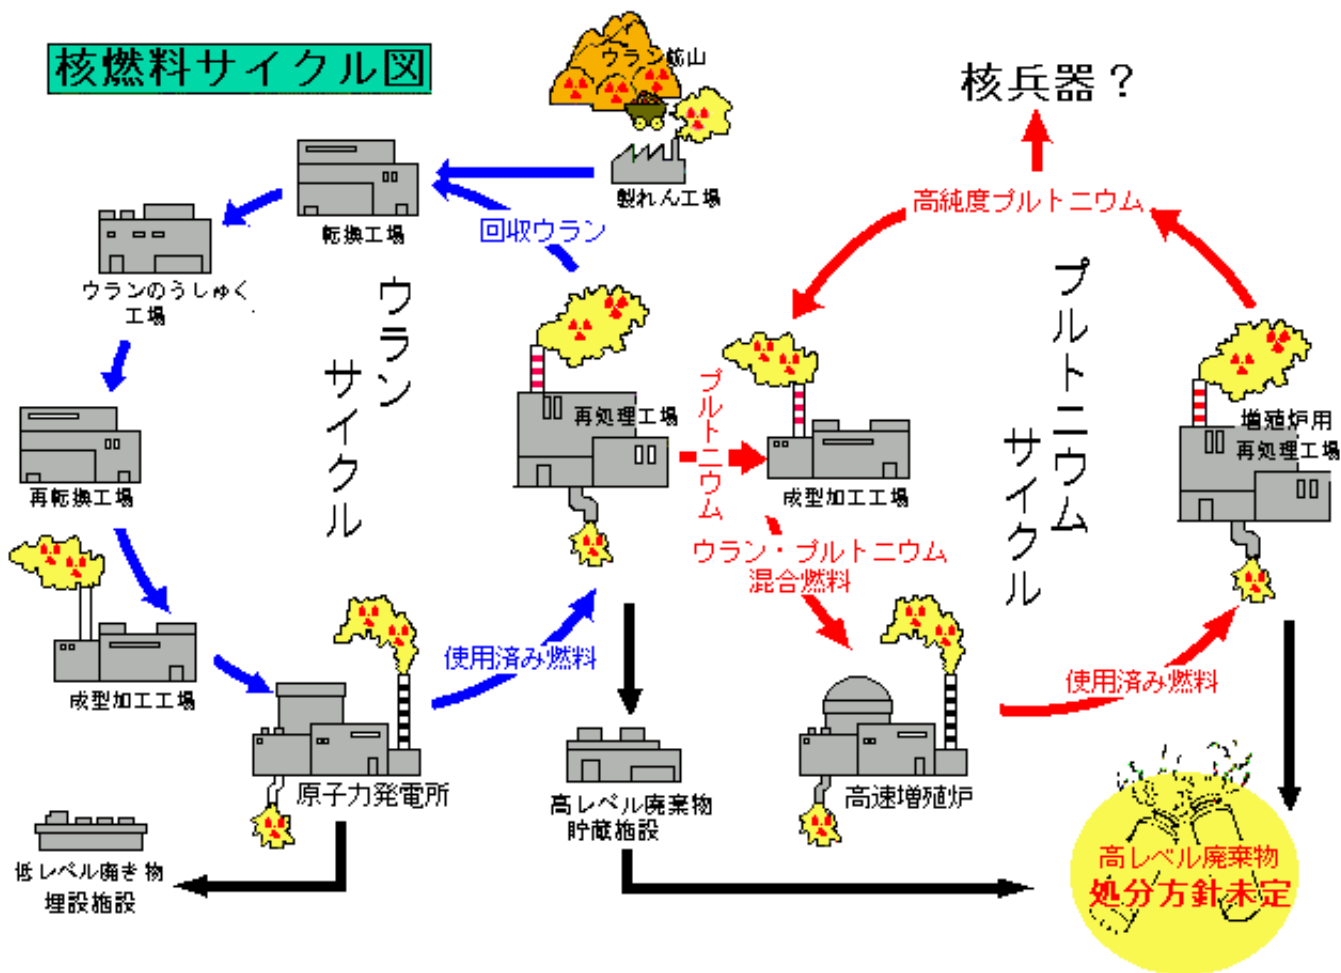 核燃料サイクル図
ウラン鉱山
核兵器?
製れん工場
転換工場
回収ウラン
高純度プルトニウム
ウランのうしゅく
工場
ウラン
サイクル
プルトニウム
サイクル
再処理工場
プルトニウム
成型加工工場
増殖炉用
再処理工場
再転換工場
ウラン・プルトニウム
混合燃料
成型加工工場
使用済み燃料
使用済み燃料
原子力発電所
高レベル廃棄物
貯蔵施設
高速増殖炉
低レベル廃き物
埋設施設
高レベル廃棄物
処分方針未定